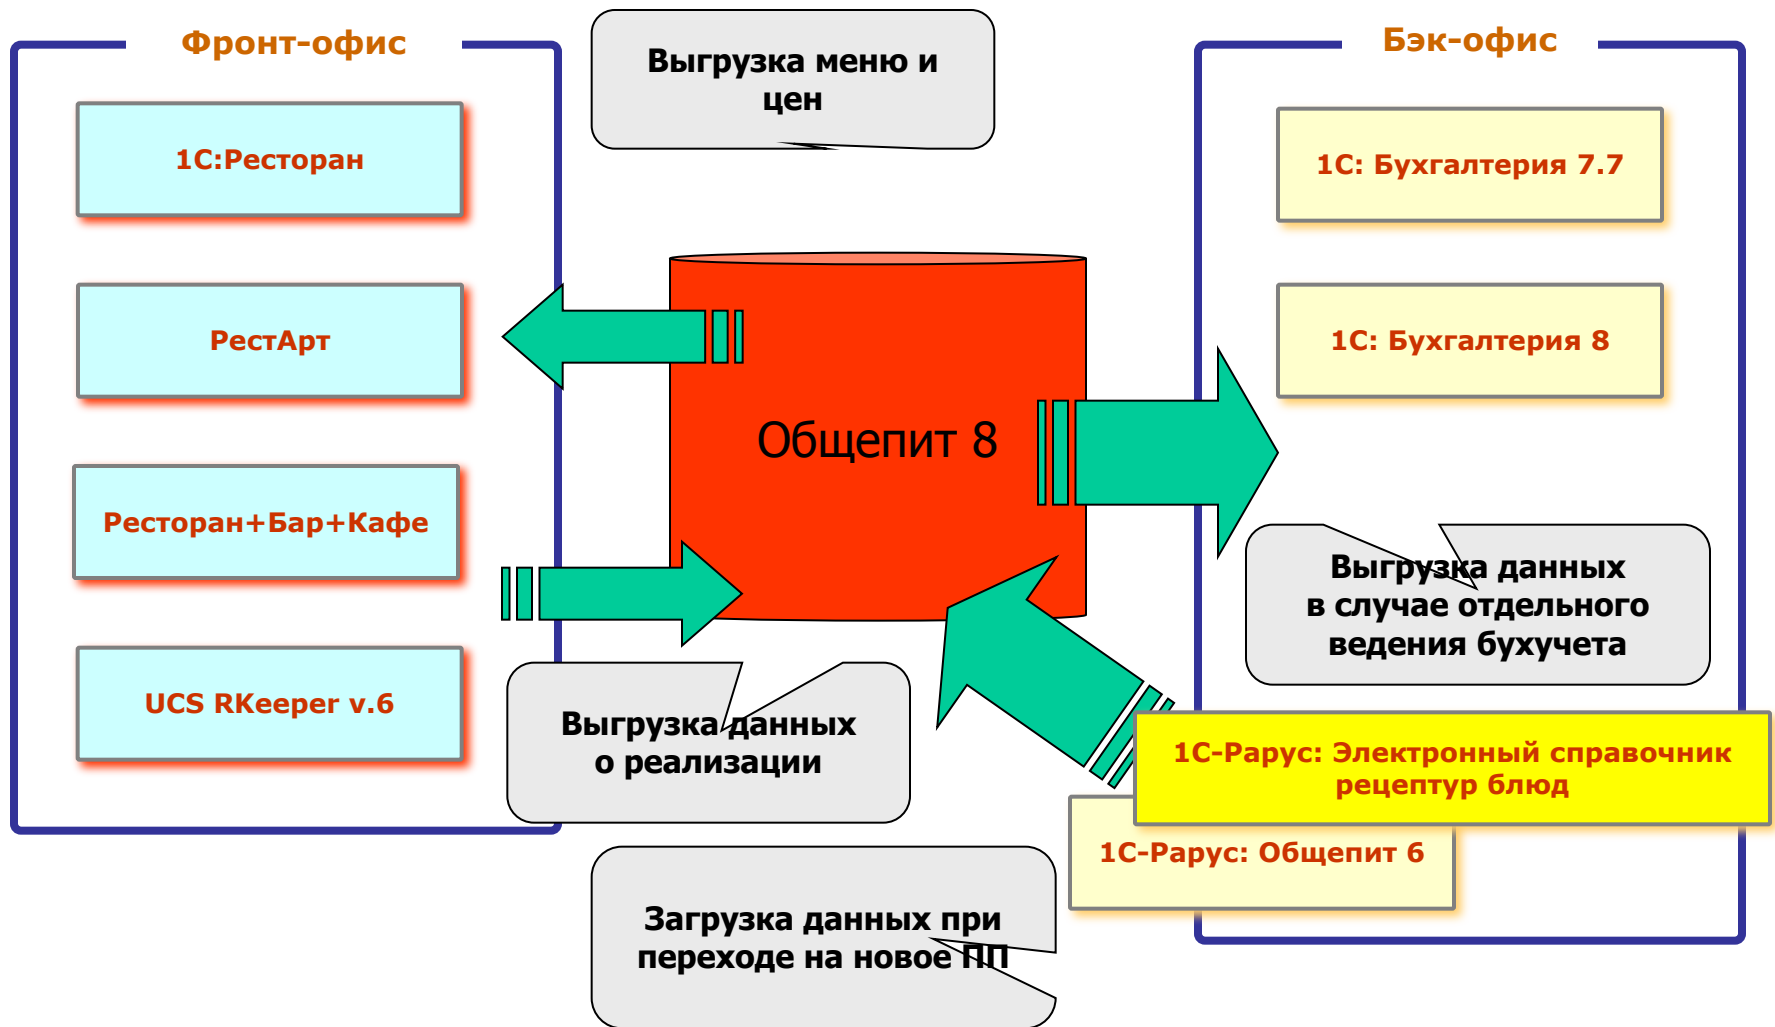 Фронт-офис
1С:Ресторан
РестАрт
Ресторан+Бар+Кафе
UCS RKeeper v.6
Выгрузка меню и
цен
Общепит 8
Выгрузка данных
о реализации
Загрузка данных при
переходе на новое ПП
Бэк-офис
1С: Бухгалтерия 7.7
1С: Бухгалтерия 8
Выгрузка данных
в случае отдельного
ведения бухучета
1С-Рарус: Электронный справочник
рецептур блюд
1С-Рарус: Общепит 6